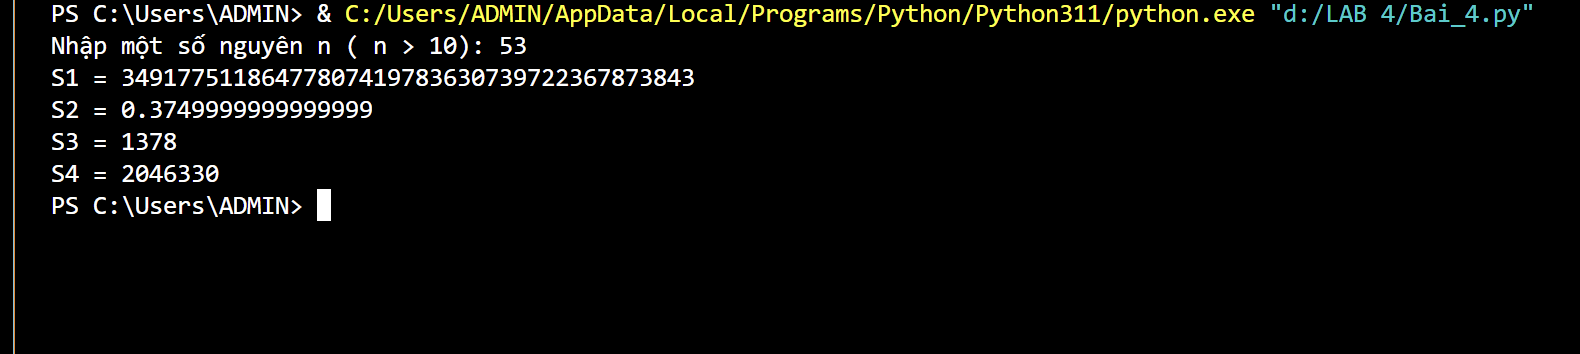 PS C:\Users\ADMIN> & C:/Users/ADMIN/AppData/Local/Programs/Python/Python311/python.exe "d:/LAB 4/Bai_4.py"
Nhập một số nguyên n ( n > 10): 53
S1 = 34917751186477807419783630739722367873843
S2 = 0.3749999999999999
S3 = 1378
S4 = 2046330
PS C:\Users\ADMIN>